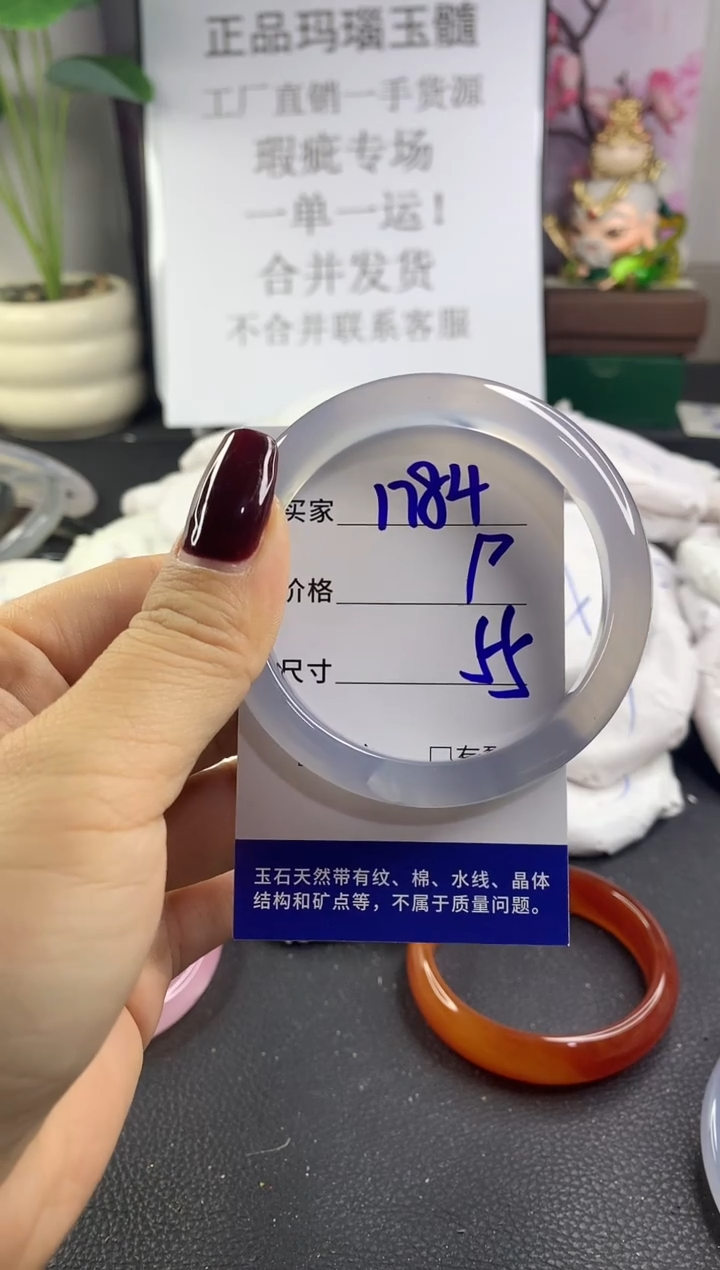 正品玛瑙玉髓
工厂直销一手货源
瑕疵专场
一单一运！
合并发货
不合并联系客服
买家 1784
价格
尺寸 55
玉石天然带有纹、棉、水线、晶体
结构和矿点等，不属于质量问题。